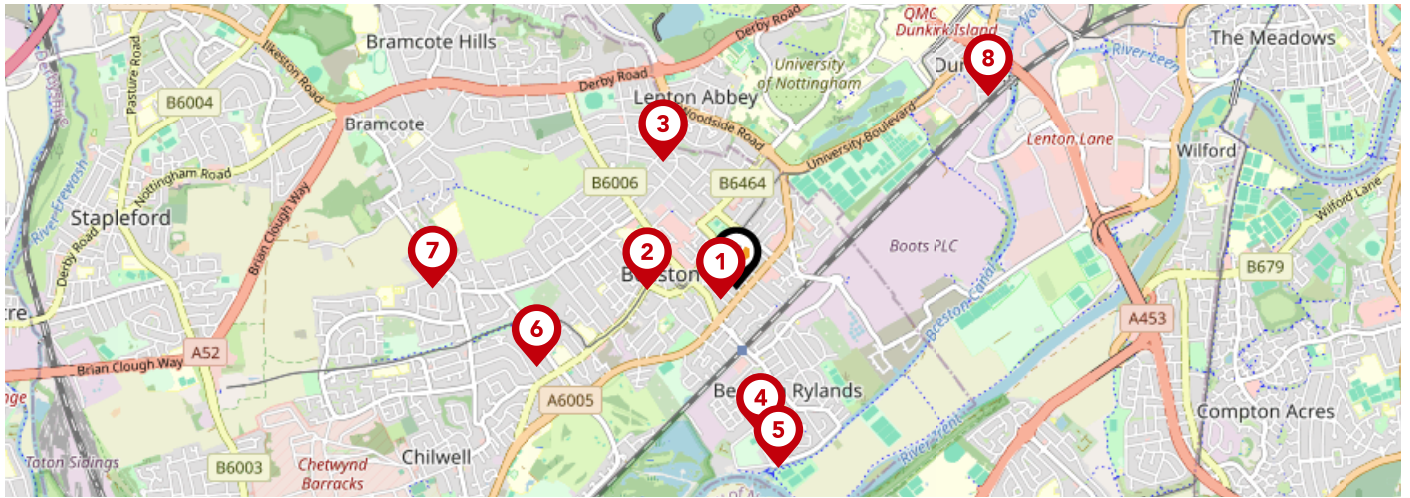 Derby Road
QMC
Dunkirk Island
The Meadows
Bramcote Hills
Ilkeston Road
Pasture Road
University
of Nottingham
8
River Leen
Derby Road
B6004
Lenton Abbey
Woodside Road
3
University Boulevard
Lenton Lane
Bramcote
Wilford
River Erewash
Nottingham Road
B6006
B6464
Wilford Lane
Stapleford
Derby Road
Brian Clough Way
7
2
1
Boots PLC
B679
Beeston Canal
6
A453
A52
Brian Clough Way
A6005
4
Rylands
5
Compton Acres
River Trent
Toton Sidings
B6003
Chetwynd
Barracks
Chilwell